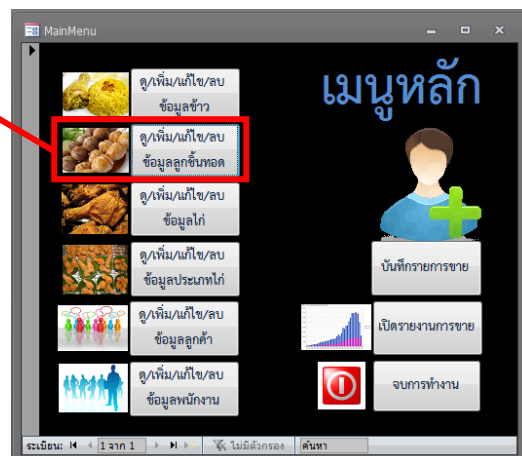 MainMenu
เมนูหลัก
ดู/เพิ่ม/แก้ไข/ลบ
ข้อมูลข้าว
ดู/เพิ่ม/แก้ไข/ลบ
ข้อมูลลูกชิ้นทอด
ดู/เพิ่ม/แก้ไข/ลบ
ข้อมูลไก่
ดู/เพิ่ม/แก้ไข/ลบ
ข้อมูลประเภทไก่
ดู/เพิ่ม/แก้ไข/ลบ
ข้อมูลลูกค้า
ดู/เพิ่ม/แก้ไข/ลบ
ข้อมูลพนักงาน
บันทึกรายการขาย
เปิดรายงานการขาย
จบการทำงาน
ระเบียน: 1 จาก 1 ไม่มีตัวกรอง ค้นหา